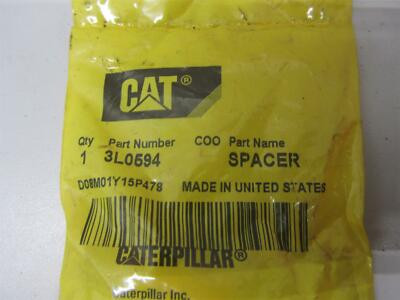 CAT®
Qty Part Number COO Part Name
1 3L0594 SPACER
D08M01Y15P478 MADE IN UNITED STATES
CATERPILLAR®
Caterpillar Inc.